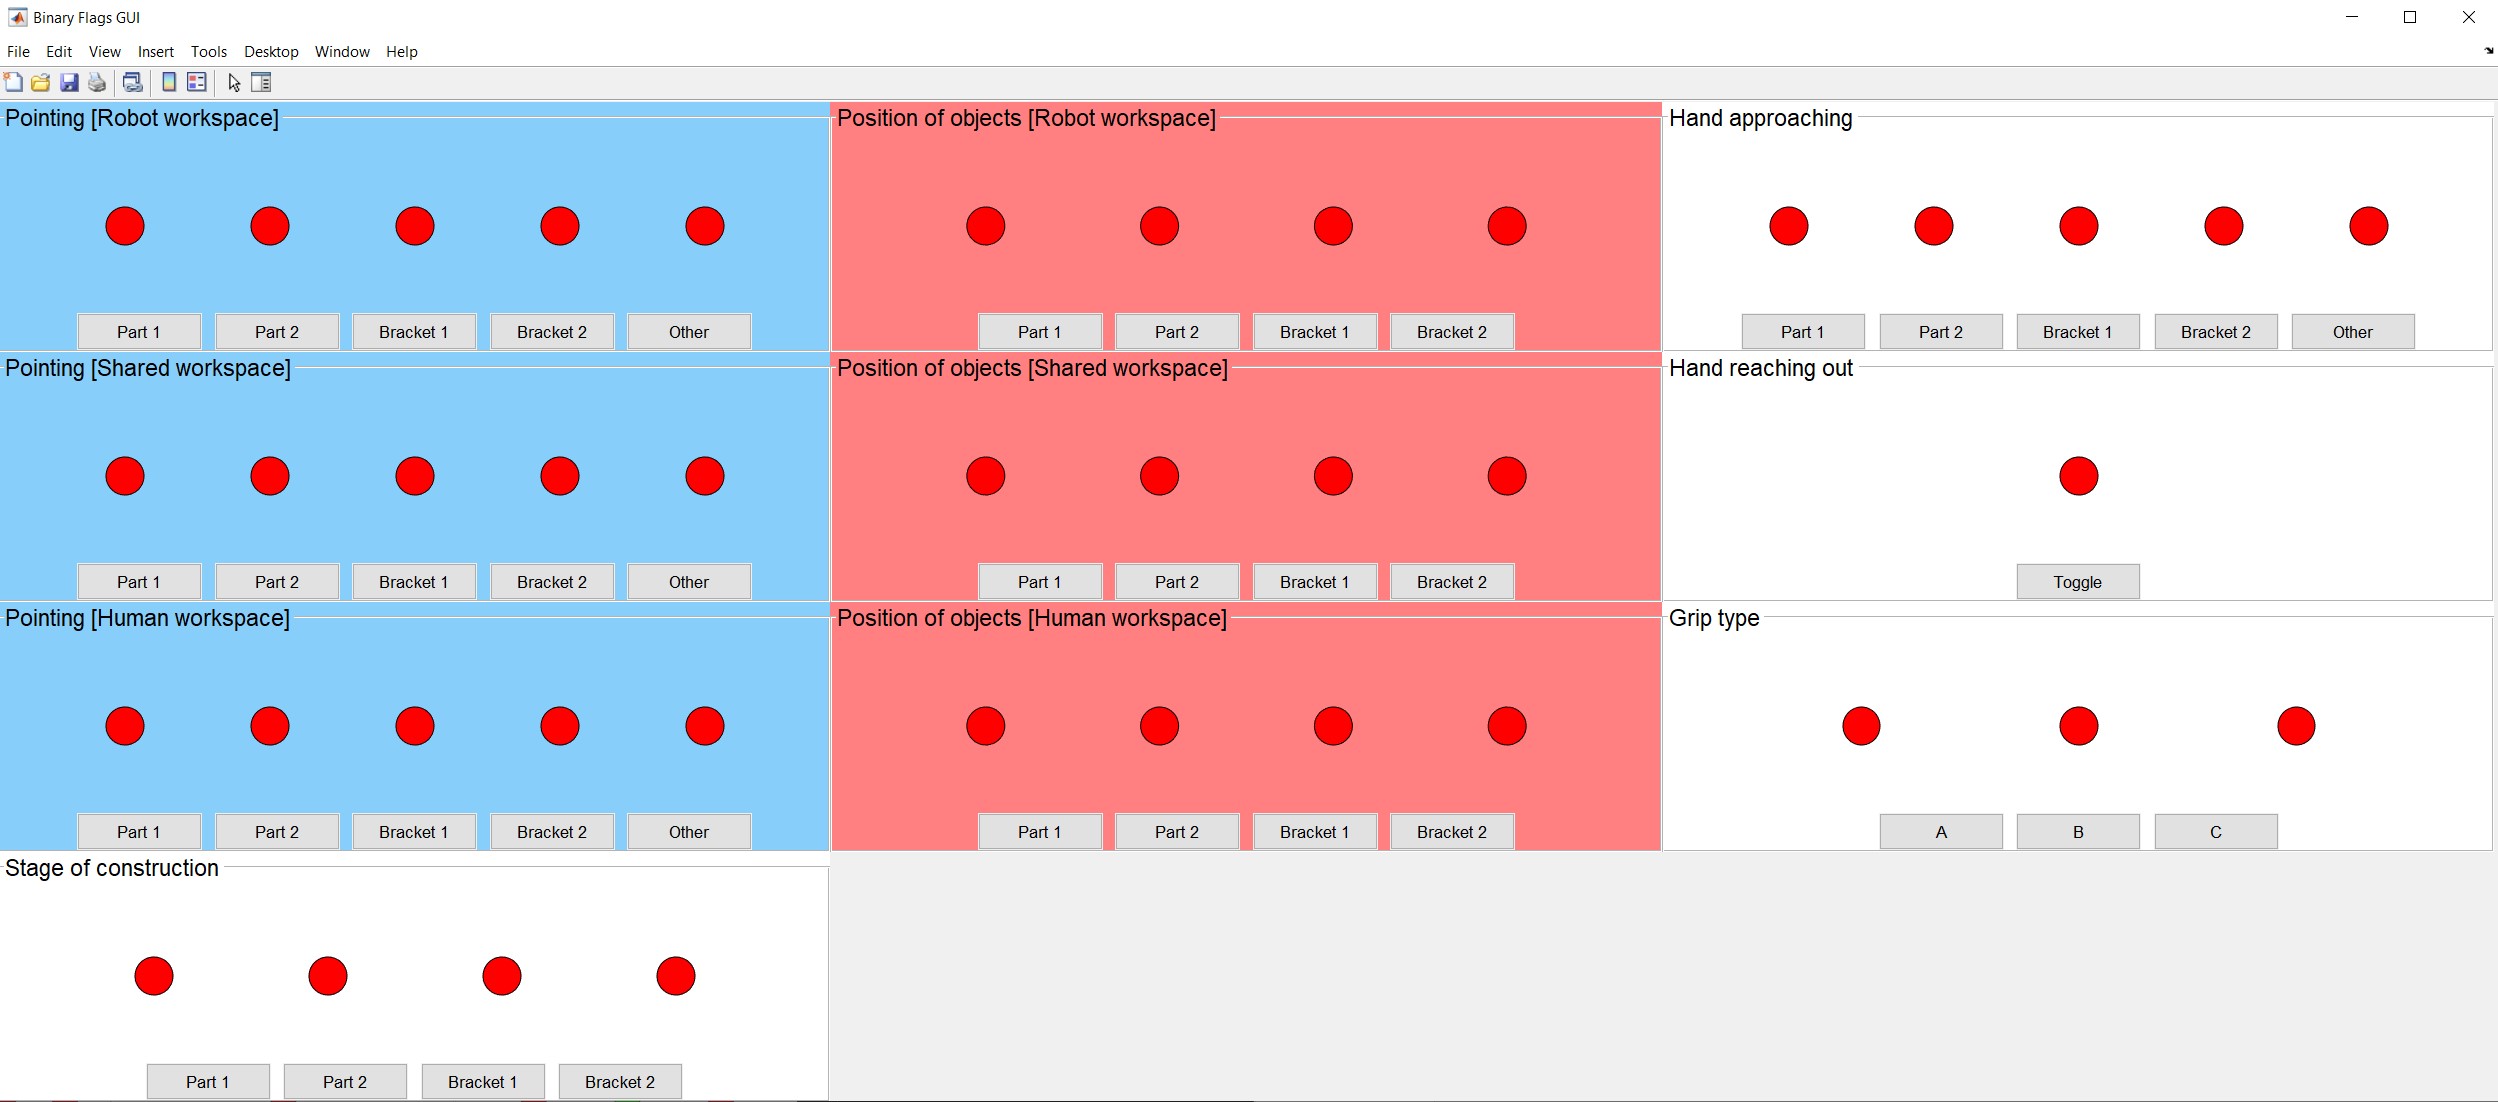 Binary Flags GUI
File Edit View Insert Tools Desktop Window Help
Pointing [Robot workspace]
Part 1 Part 2 Bracket 1 Bracket 2 Other
Position of objects [Robot workspace]
Part 1 Part 2 Bracket 1 Bracket 2
Hand approaching
Part 1 Part 2 Bracket 1 Bracket 2 Other
Pointing [Shared workspace]
Part 1 Part 2 Bracket 1 Bracket 2 Other
Position of objects [Shared workspace]
Part 1 Part 2 Bracket 1 Bracket 2
Hand reaching out
Toggle
Pointing [Human workspace]
Part 1 Part 2 Bracket 1 Bracket 2 Other
Position of objects [Human workspace]
Part 1 Part 2 Bracket 1 Bracket 2
Grip type
A B C
Stage of construction
Part 1 Part 2 Bracket 1 Bracket 2